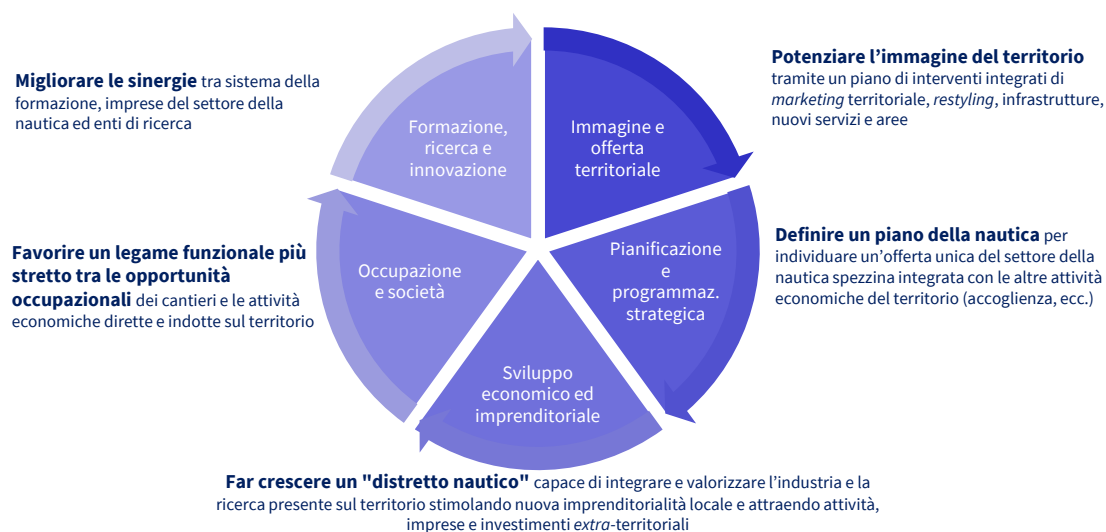 Migliorare le sinergie tra sistema della
formazione, imprese del settore della
nautica ed enti di ricerca
Formazione,
ricerca e
innovazione
Immagine e
offerta
territoriale
Potenziare l'immagine del territorio
tramite un piano di interventi integrati di
marketing territoriale, restyling, infrastrutture,
nuovi servizi e aree
Favorire un legame funzionale più
stretto tra le opportunità
occupazionali dei cantieri e le attività
economiche dirette e indotte sul territorio
Occupazione
e società
Pianificazione
e
programmaz.
strategica
Definire un piano della nautica per
individuare un'offerta unica del settore della
nautica spezzina integrata con le altre attività
economiche del territorio (accoglienza, ecc.)
Sviluppo
economico ed
imprenditoriale
Far crescere un "distretto nautico" capace di integrare e valorizzare l'industria e la
ricerca presente sul territorio stimolando nuova imprenditorialità locale e attraendo attività,
imprese e investimenti extra-territoriali